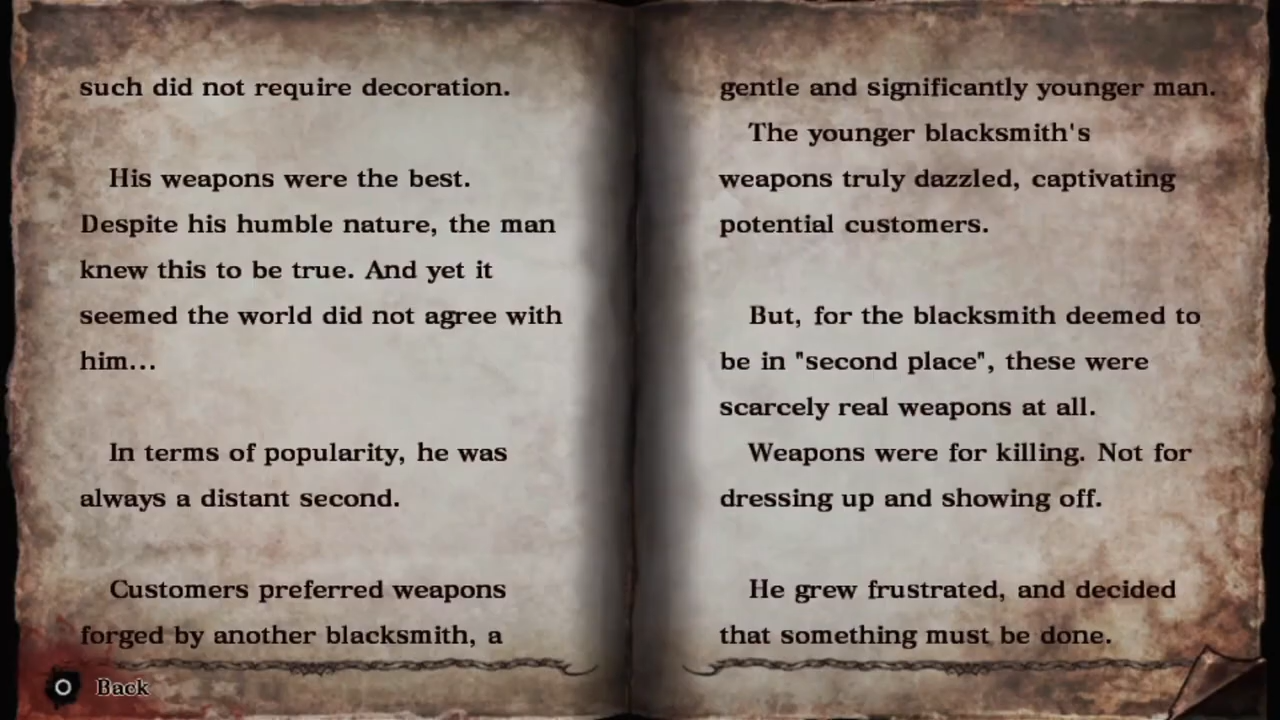 such did not require decoration.
His weapons were the best.
Despite his humble nature, the man
knew this to be true. And yet it
seemed the world did not agree with
him...
In terms of popularity, he was
always a distant second.
Customers preferred weapons
forged by another blacksmith, a
gentle and significantly younger man.
The younger blacksmith's
weapons truly dazzled, captivating
potential customers.
But, for the blacksmith deemed to
be in "second place", these were
scarcely real weapons at all.
Weapons were for killing. Not for
dressing up and showing off.
He grew frustrated, and decided
that something must be done.
Back